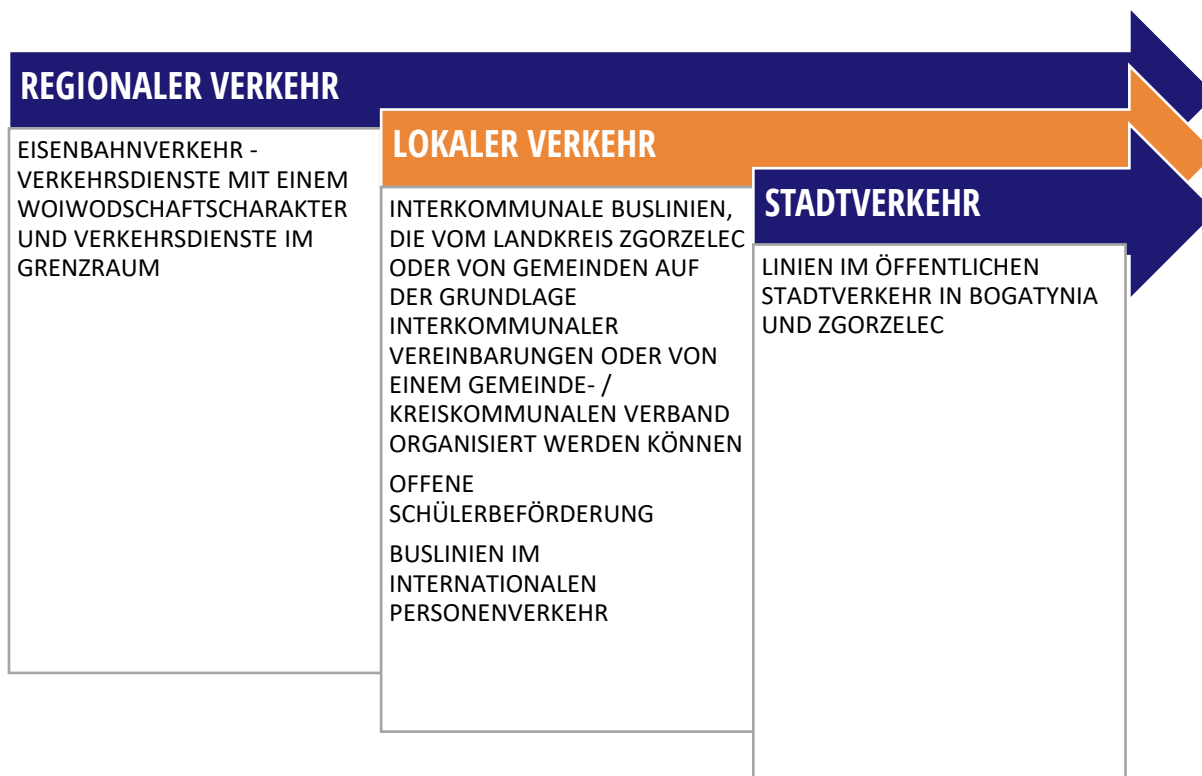 REGIONALER VERKEHR
EISENBAHNVERKEHR -
VERKEHRSDIENSTE MIT EINEM
WOIWODSCHAFTSCHARAKTER
UND VERKEHRSDIENSTE IM
GRENZRAUM
LOKALER VERKEHR
INTERKOMMUNALE BUSLINIEN,
DIE VOM LANDKREIS ZGORZELEC
ODER VON GEMEINDEN AUF
DER GRUNDLAGE
INTERKOMMUNALER
VEREINBARUNGEN ODER VON
EINEM GEMEINDE- /
KREISKOMMUNALEN VERBAND
ORGANISIERT WERDEN KÖNNEN
OFFENE
SCHÜLERBEFÖRDERUNG
BUSLINIEN IM
INTERNATIONALEN
PERSONENVERKEHR
STADTVERKEHR
LINIEN IM ÖFFENTLICHEN
STADTVERKEHR IN BOGATYNIA
UND ZGORZELEC